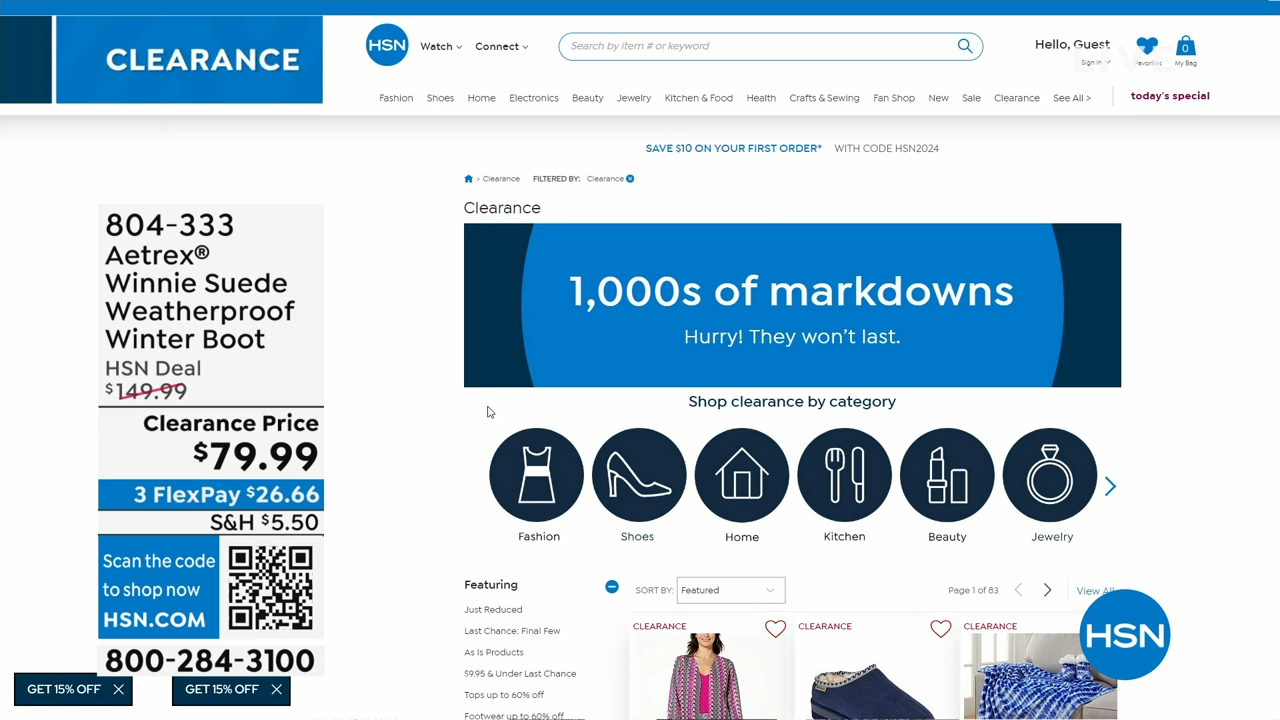 CLEARANCE
HSN
Watch
Connect
Search by item # or keyword
Hello, Guest
Sign In
Favorites
0
My Bag
Fashion
Shoes
Home
Electronics
Beauty
Jewelry
Kitchen & Food
Health
Crafts & Sewing
Fan Shop
New
Sale
Clearance
See All >
today's special
SAVE $10 ON YOUR FIRST ORDER* WITH CODE HSN2024
> Clearance FILTERED BY: Clearance
Clearance
1,000s of markdowns
Hurry! They won't last.
Shop clearance by category
Fashion
Shoes
Home
Kitchen
Beauty
Jewelry
804-333
Aetrex®
Winnie Suede
Weatherproof
Winter Boot
HSN Deal
$149.99
Clearance Price
$79.99
3 FlexPay $26.66
S&H $5.50
Scan the code
to shop now
HSN.COM
800-284-3100
GET 15% OFF
GET 15% OFF
Featuring
Just Reduced
Last Chance: Final Few
As Is Products
$9.95 & Under Last Chance
Tops up to 60% off
Footwear up to 60% off
SORT BY: Featured
Page 1 of 83
View All
CLEARANCE
CLEARANCE
CLEARANCE
HSN